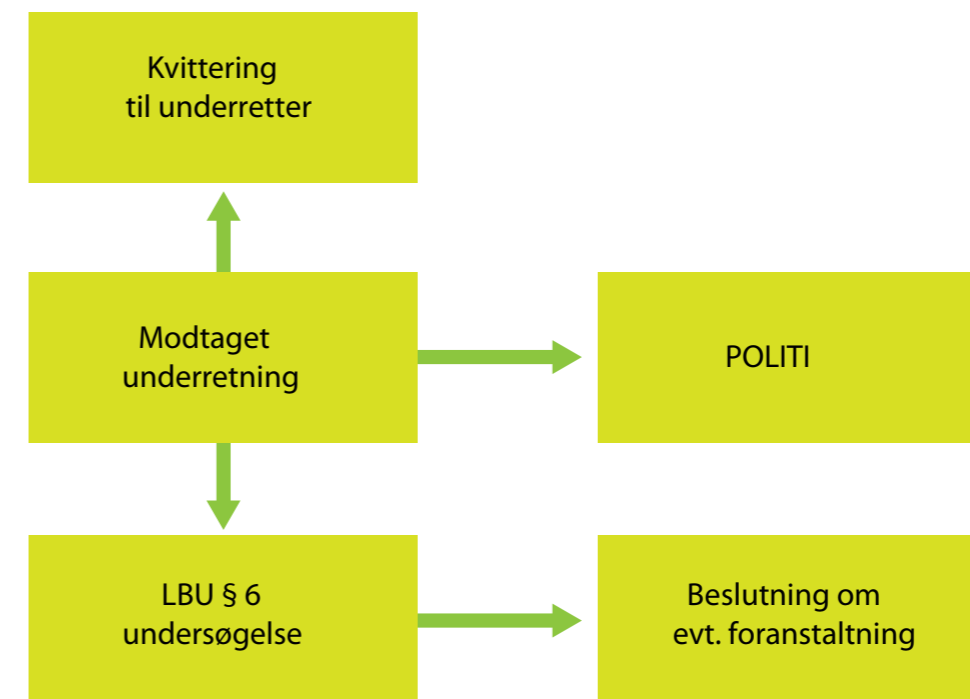 Kvittering
til underretter
Modtaget
underretning
POLITI
LBU § 6
undersøgelse
Beslutning om
evt. foranstaltning